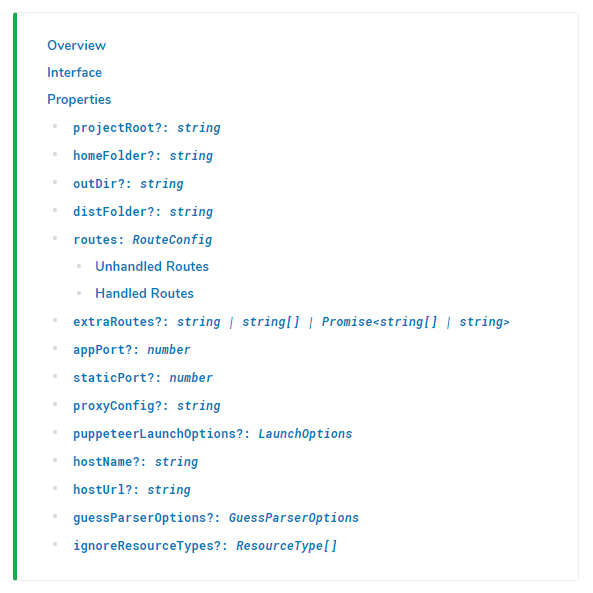 Overview
Interface
Properties
projectRoot?: string
homeFolder?: string
outDir?: string
distFolder?: string
routes: RouteConfig
Unhandled Routes
Handled Routes
extraRoutes?: string | string[] | Promise<string[] | string>
appPort?: number
staticPort?: number
proxyConfig?: string
puppeteerLaunchOptions?: LaunchOptions
hostName?: string
hostUrl?: string
guessParserOptions?: GuessParserOptions
ignoreResourceTypes?: ResourceType[]